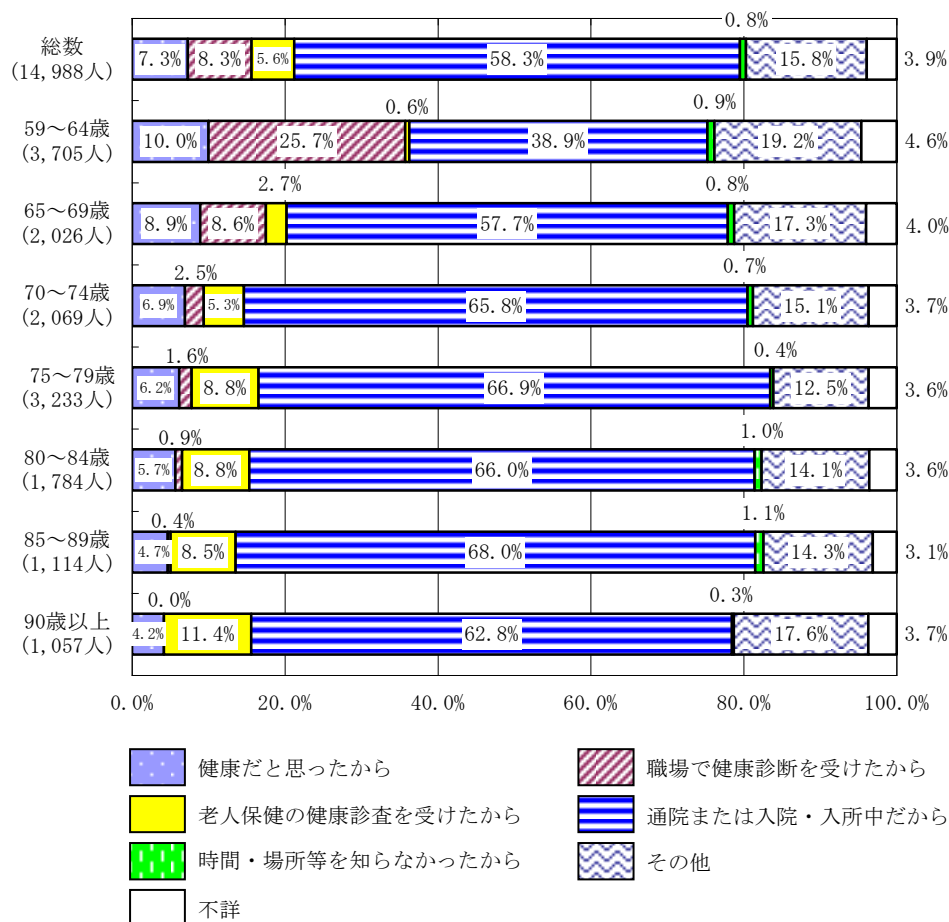 0.8%
総数
(14,988人)
7.3% 8.3% 5.6% 58.3% 15.8% 3.9%
0.6% 0.9%
59～64歳
(3,705人)
10.0% 25.7% 38.9% 19.2% 4.6%
2.7% 0.8%
65～69歳
(2,026人)
8.9% 8.6% 57.7% 17.3% 4.0%
2.5% 0.7%
70～74歳
(2,069人)
6.9% 5.3% 65.8% 15.1% 3.7%
1.6% 0.4%
75～79歳
(3,233人)
6.2% 8.8% 66.9% 12.5% 3.6%
0.9% 1.0%
80～84歳
(1,784人)
5.7% 8.8% 66.0% 14.1% 3.6%
0.4% 1.1%
85～89歳
(1,114人)
4.7% 8.5% 68.0% 14.3% 3.1%
0.0% 0.3%
90歳以上
(1,057人)
4.2% 11.4% 62.8% 17.6% 3.7%
0.0% 20.0% 40.0% 60.0% 80.0% 100.0%
健康だと思ったから 職場で健康診断を受けたから
老人保健の健康診査を受けたから 通院または入院・入所中だから
時間・場所等を知らなかったから その他
不詳